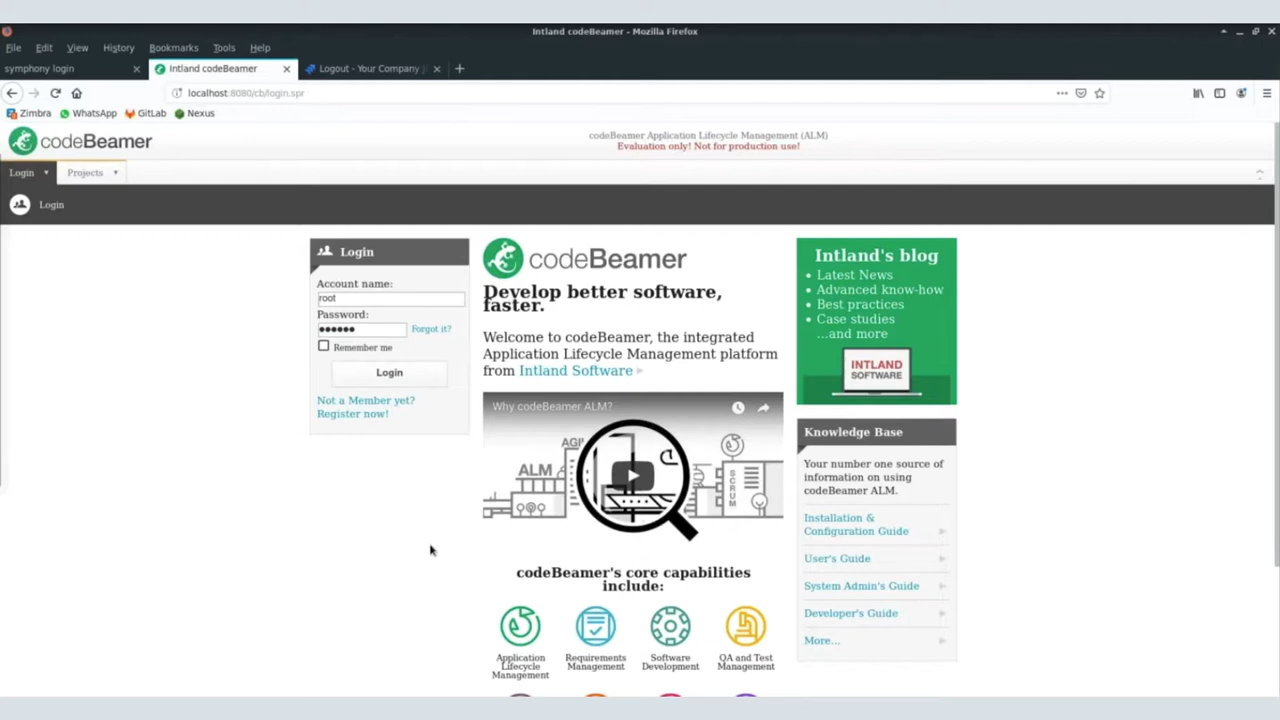 Intland codeBeamer - Mozilla Firefox
File Edit View History Bookmarks Tools Help
symphony login
Intland codeBeamer
Logout - Your Company J
localhost:8080/cb/login.spr
Zimbra WhatsApp GitLab Nexus
codeBeamer
codeBeamer Application Lifecycle Management (ALM)
Evaluation only! Not for production use!
Login Projects
Login
Login
Account name:
root
Password:
Forgot it?
Remember me
Login
Not a Member yet?
Register now!
codeBeamer
Develop better software,
faster.
Welcome to codeBeamer, the integrated
Application Lifecycle Management platform
from Intland Software
Why codeBeamer ALM?
AGI
ALM
SCRUM
codeBeamer's core capabilities
include:
Application
Lifecycle
Management
Requirements
Management
Software
Development
QA and Test
Management
Intland's blog
• Latest News
• Advanced know-how
• Best practices
• Case studies
...and more
INTLAND
SOFTWARE
Knowledge Base
Your number one source of
information on using
codeBeamer ALM.
Installation &
Configuration Guide
User's Guide
System Admin's Guide
Developer's Guide
More...